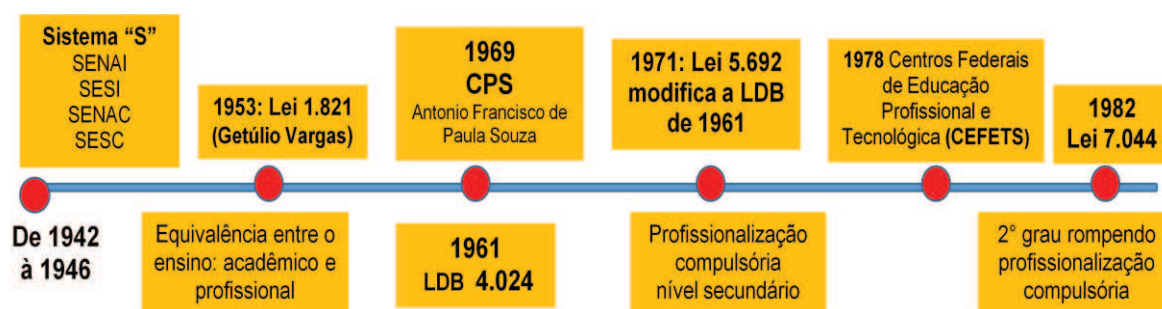 Sistema “S”
SENAI
SESI
SENAC
SESC
De 1942
à 1946
1953: Lei 1.821
(Getúlio Vargas)
Equivalência entre o
ensino: acadêmico e
profissional
1969
CPS
Antonio Francisco de
Paula Souza
1961
LDB 4.024
1971: Lei 5.692
modifica a LDB
de 1961
Profissionalização
compulsória
nível secundário
1978 Centros Federais
de Educação
Profissional e
Tecnológica (CEFETS)
1982
Lei 7.044
2° grau rompendo
profissionalização
compulsória